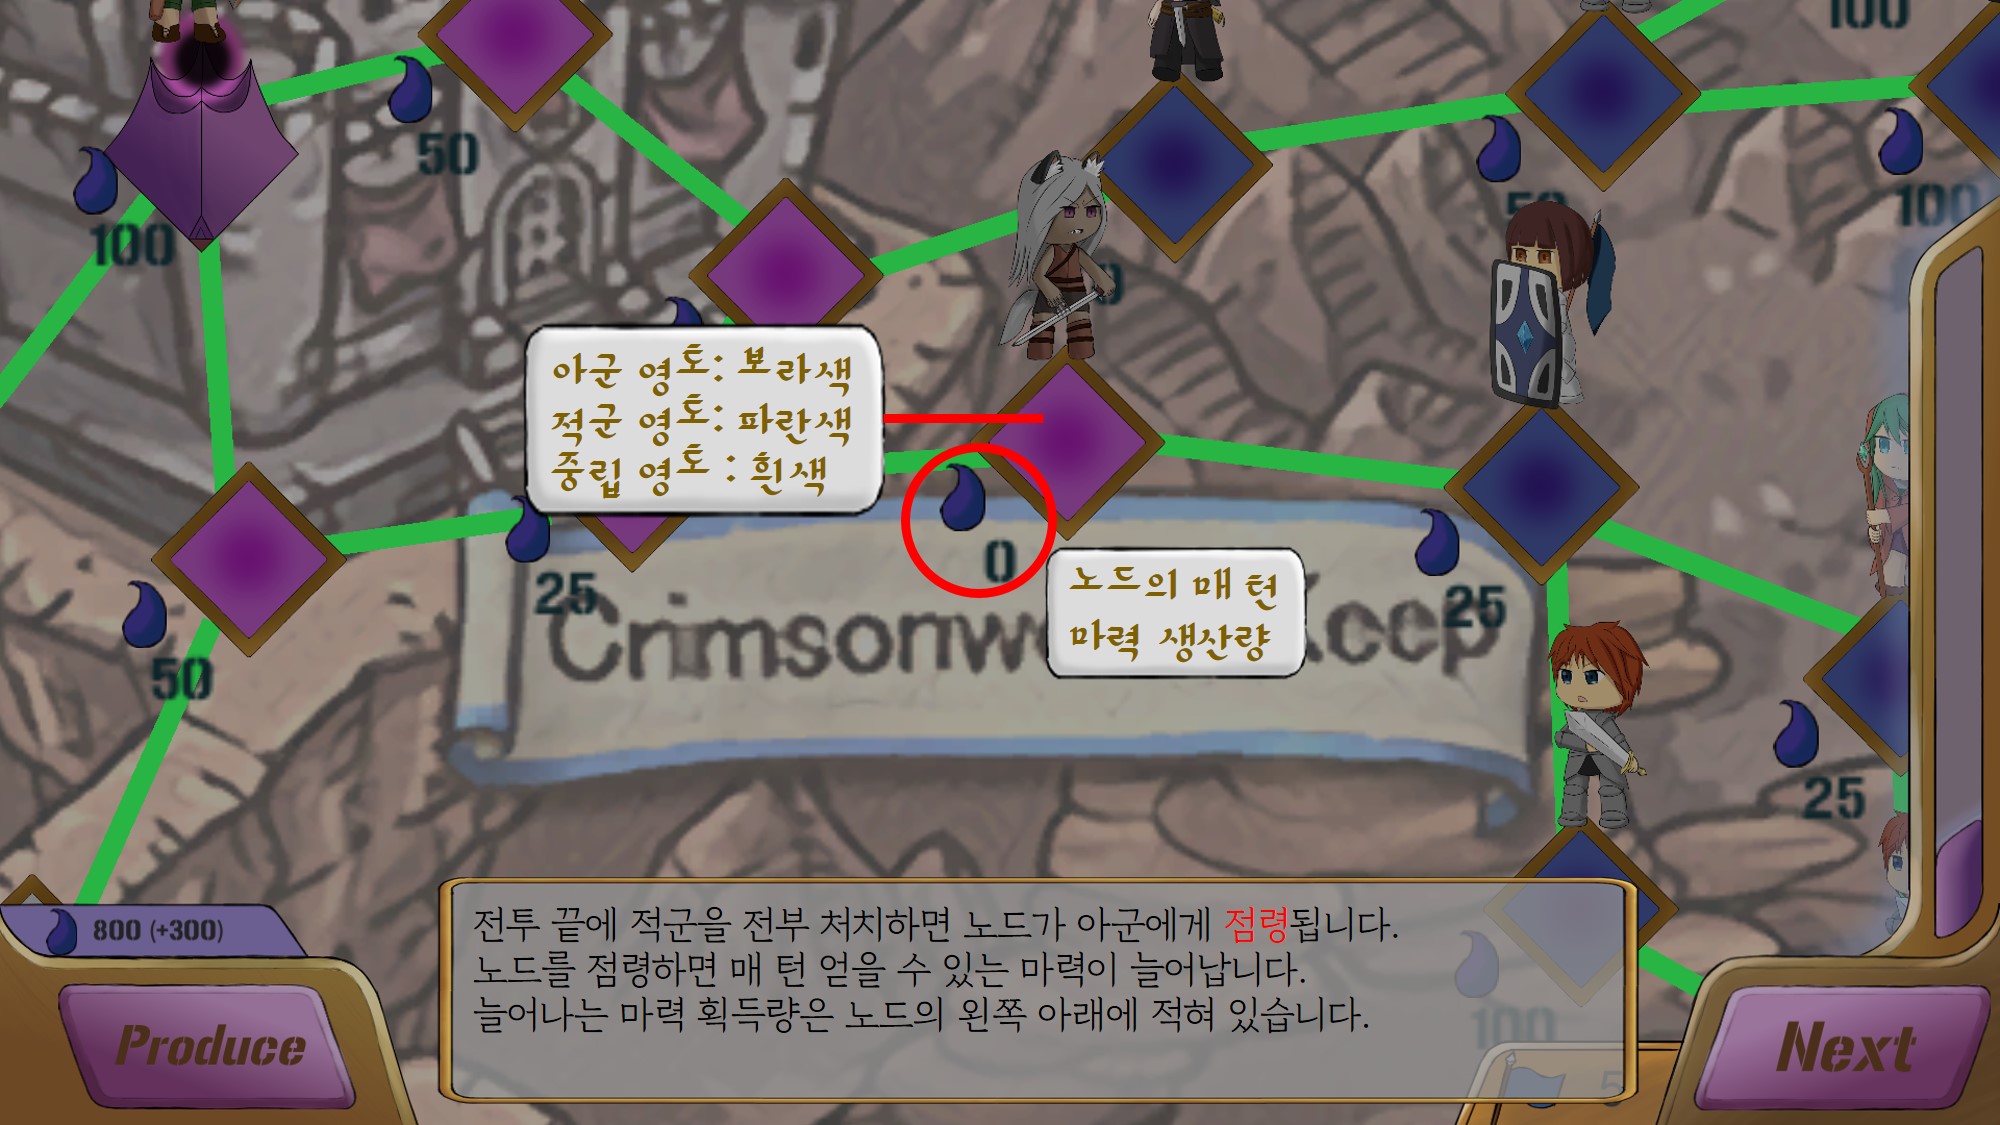 100
50
50
100
100
아군 영토: 보라색
적군 영토: 파란색
중립 영토 : 흰색
0
25
25
노드의 매 턴
마력 생산량
50
25
800 (+300)
전투 끝에 적군을 전부 처치하면 노드가 아군에게 점령됩니다.
노드를 점령하면 매 턴 얻을 수 있는 마력이 늘어납니다.
늘어나는 마력 획득량은 노드의 왼쪽 아래에 적혀 있습니다.
100
Produce
Next
5